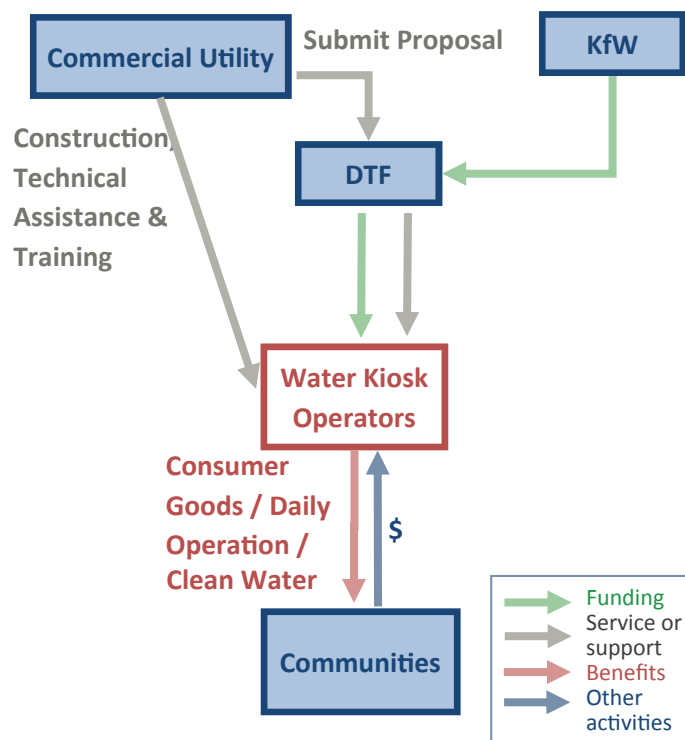 Commercial Utility
Submit Proposal
KfW
Construction,
Technical
Assistance &
Training
DTF
Water Kiosk
Operators
Consumer
Goods / Daily
Operation /
Clean Water
$
Communities
Funding
Service or
support
Benefits
Other
activities